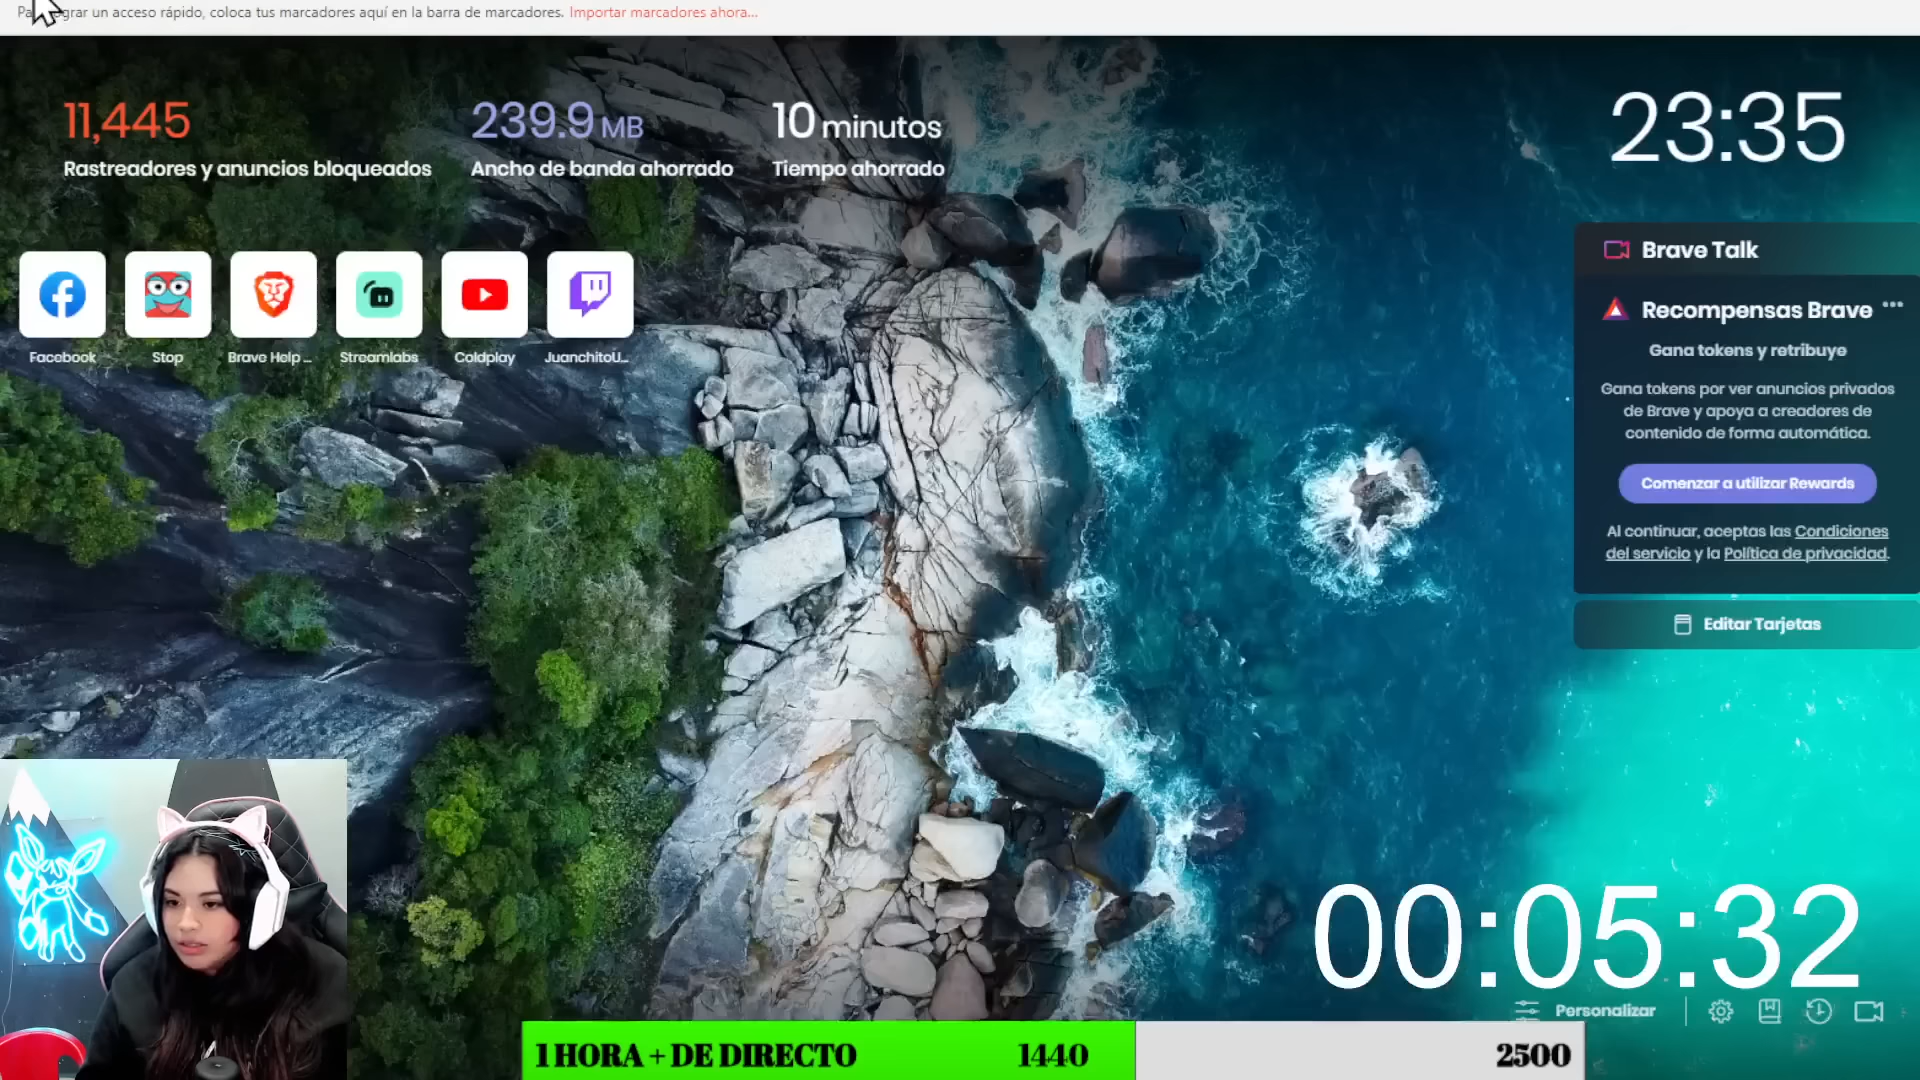 grar un acceso rápido, coloca tus marcadores aquí en la barra de marcadores. Importar marcadores ahora...
11,445
Rastreadores y anuncios bloqueados
239.9 MB
Ancho de banda ahorrado
10 minutos
Tiempo ahorrado
23:35
Facebook
Stop
Brave Help ...
Streamlabs
Coldplay
JuanchitoU...
Brave Talk
Recompensas Brave
Gana tokens y retribuye
Gana tokens por ver anuncios privados
de Brave y apoya a creadores de
contenido de forma automática.
Comenzar a utilizar Rewards
Al continuar, aceptas las Condiciones
del servicio y la Política de privacidad.
Editar Tarjetas
00:05:32
Personalizar
1 HORA + DE DIRECTO 1440 2500